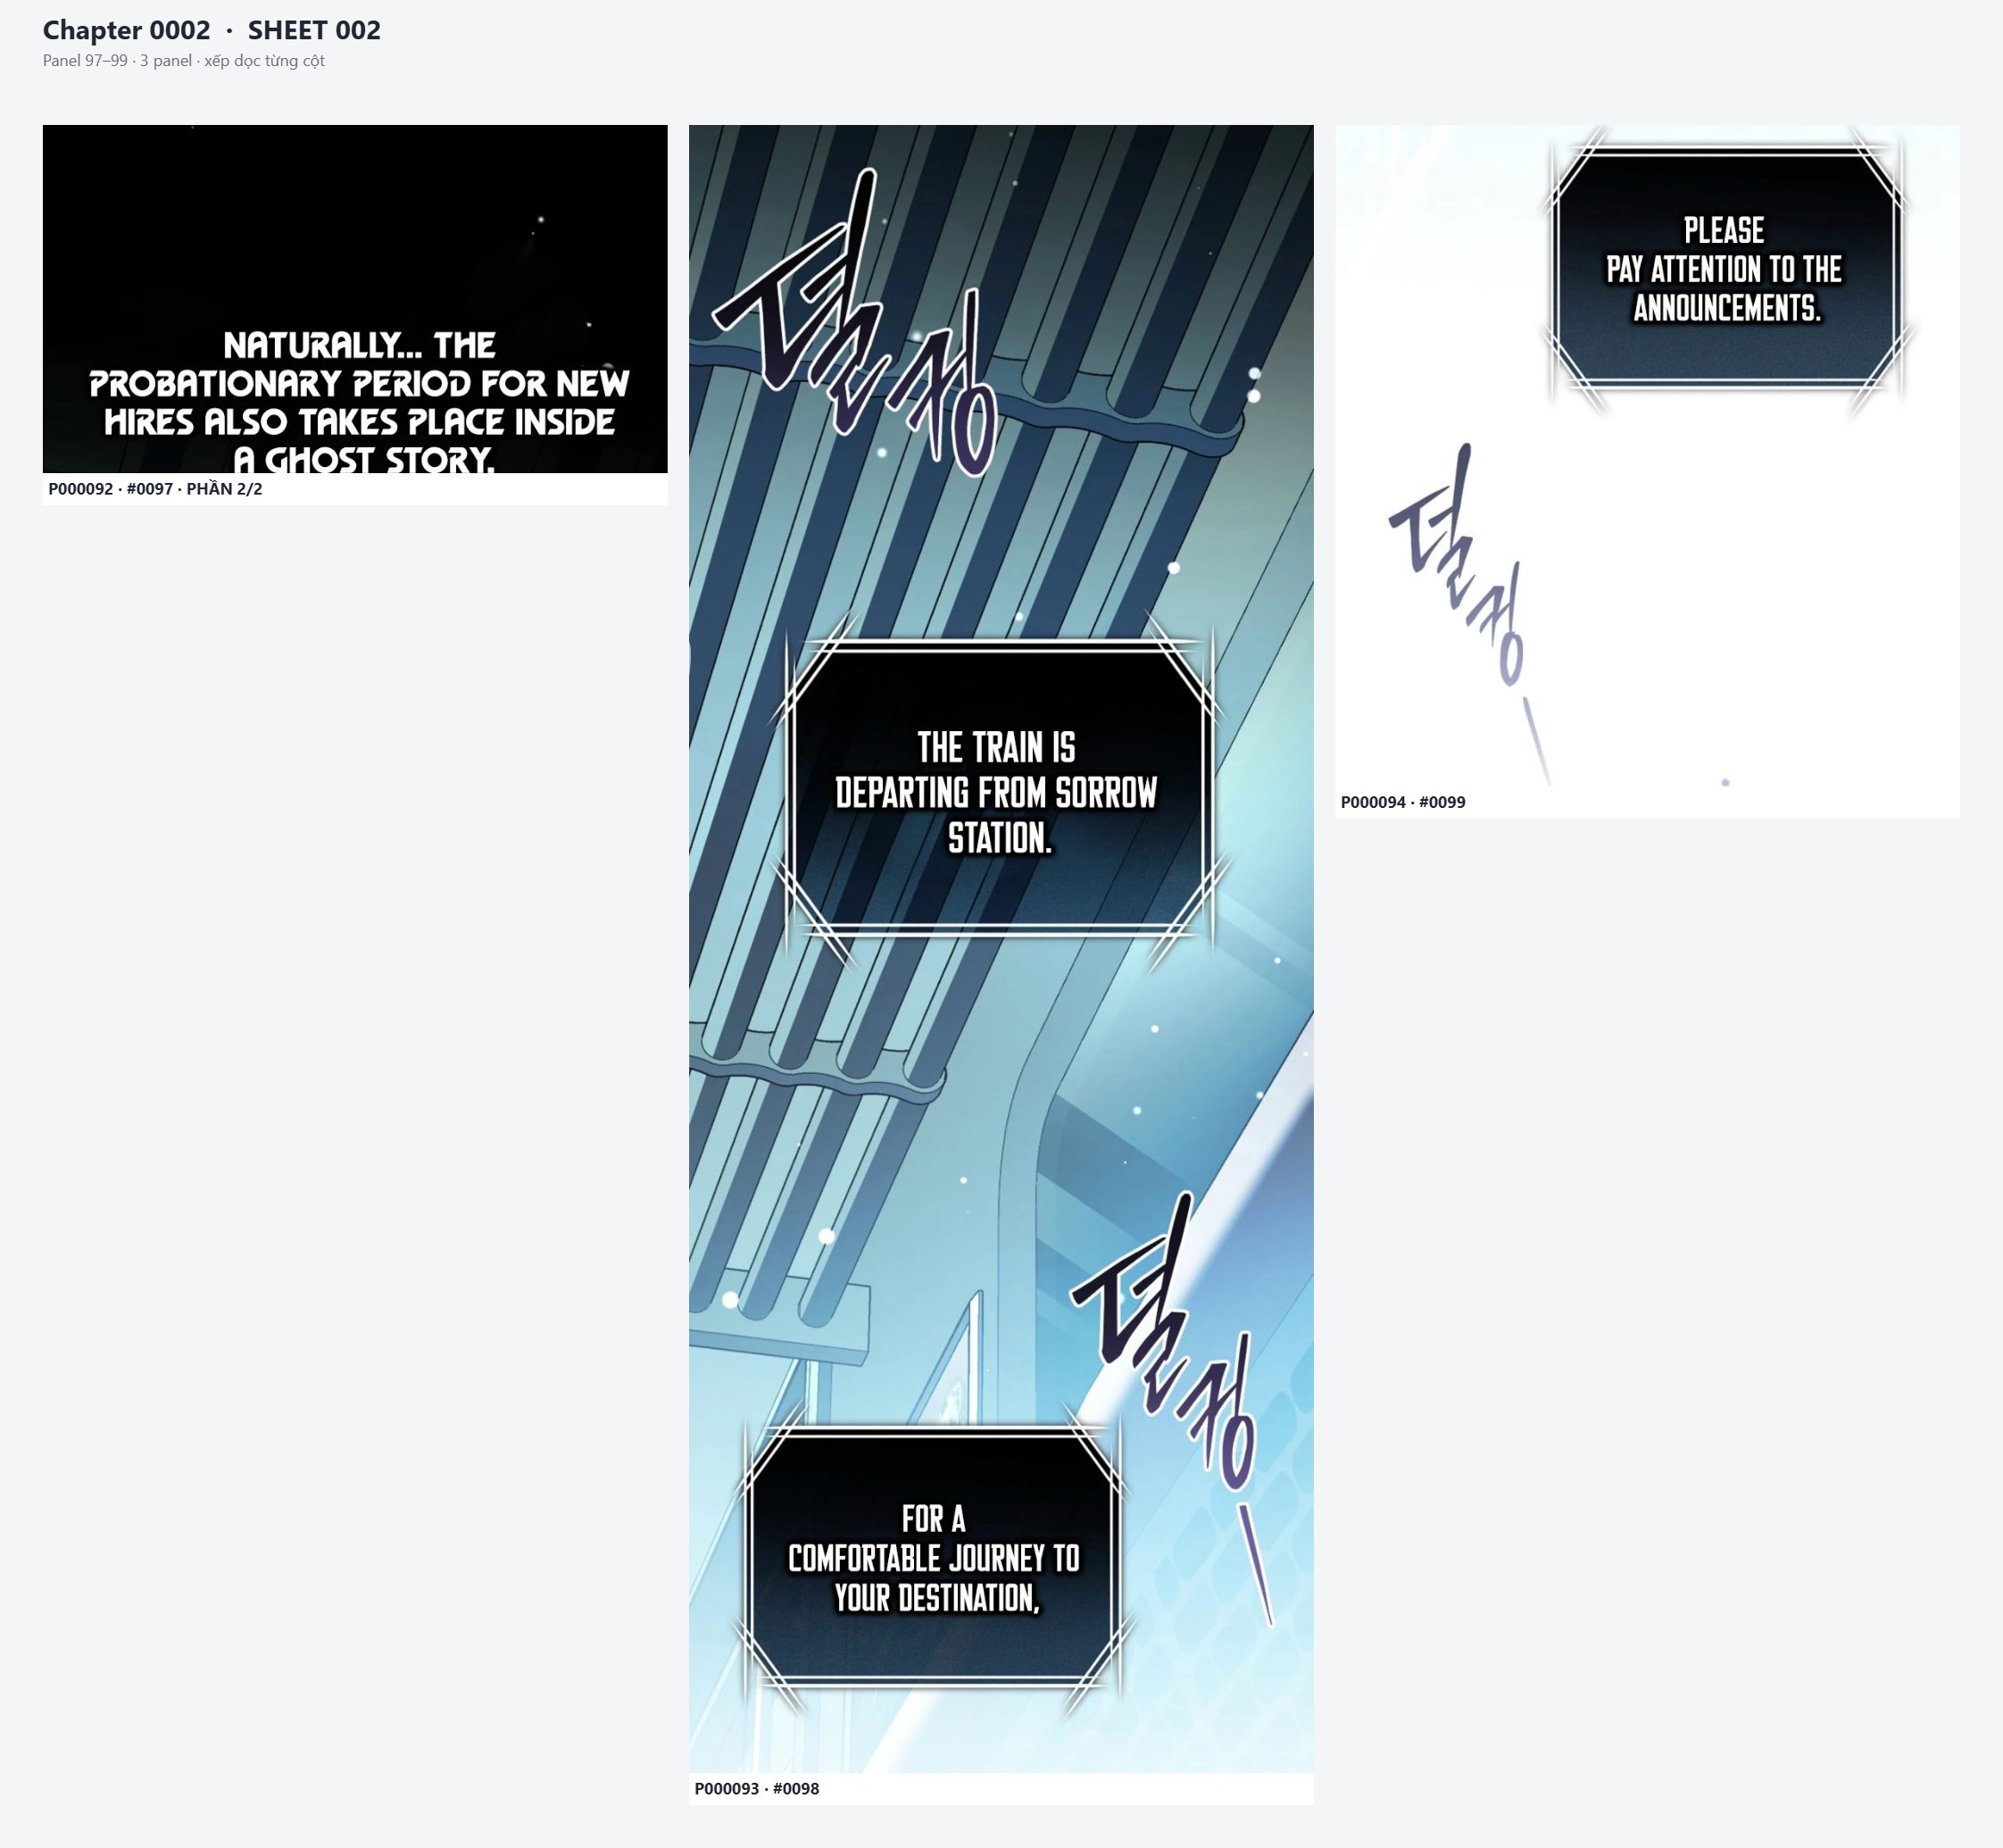 Chapter 0002 · SHEET 002
Panel 97–99 · 3 panel · xếp dọc từng cột
NATURALLY... THE
PROBATIONARY PERIOD FOR NEW
HIRES ALSO TAKES PLACE INSIDE
A GHOST STORY.
P000092 · #0097 · PHẦN 2/2
덜컹
THE TRAIN IS
DEPARTING FROM SORROW
STATION.
덜컹
FOR A
COMFORTABLE JOURNEY TO
YOUR DESTINATION,
P000093 · #0098
PLEASE
PAY ATTENTION TO THE
ANNOUNCEMENTS.
덜컹
P000094 · #0099